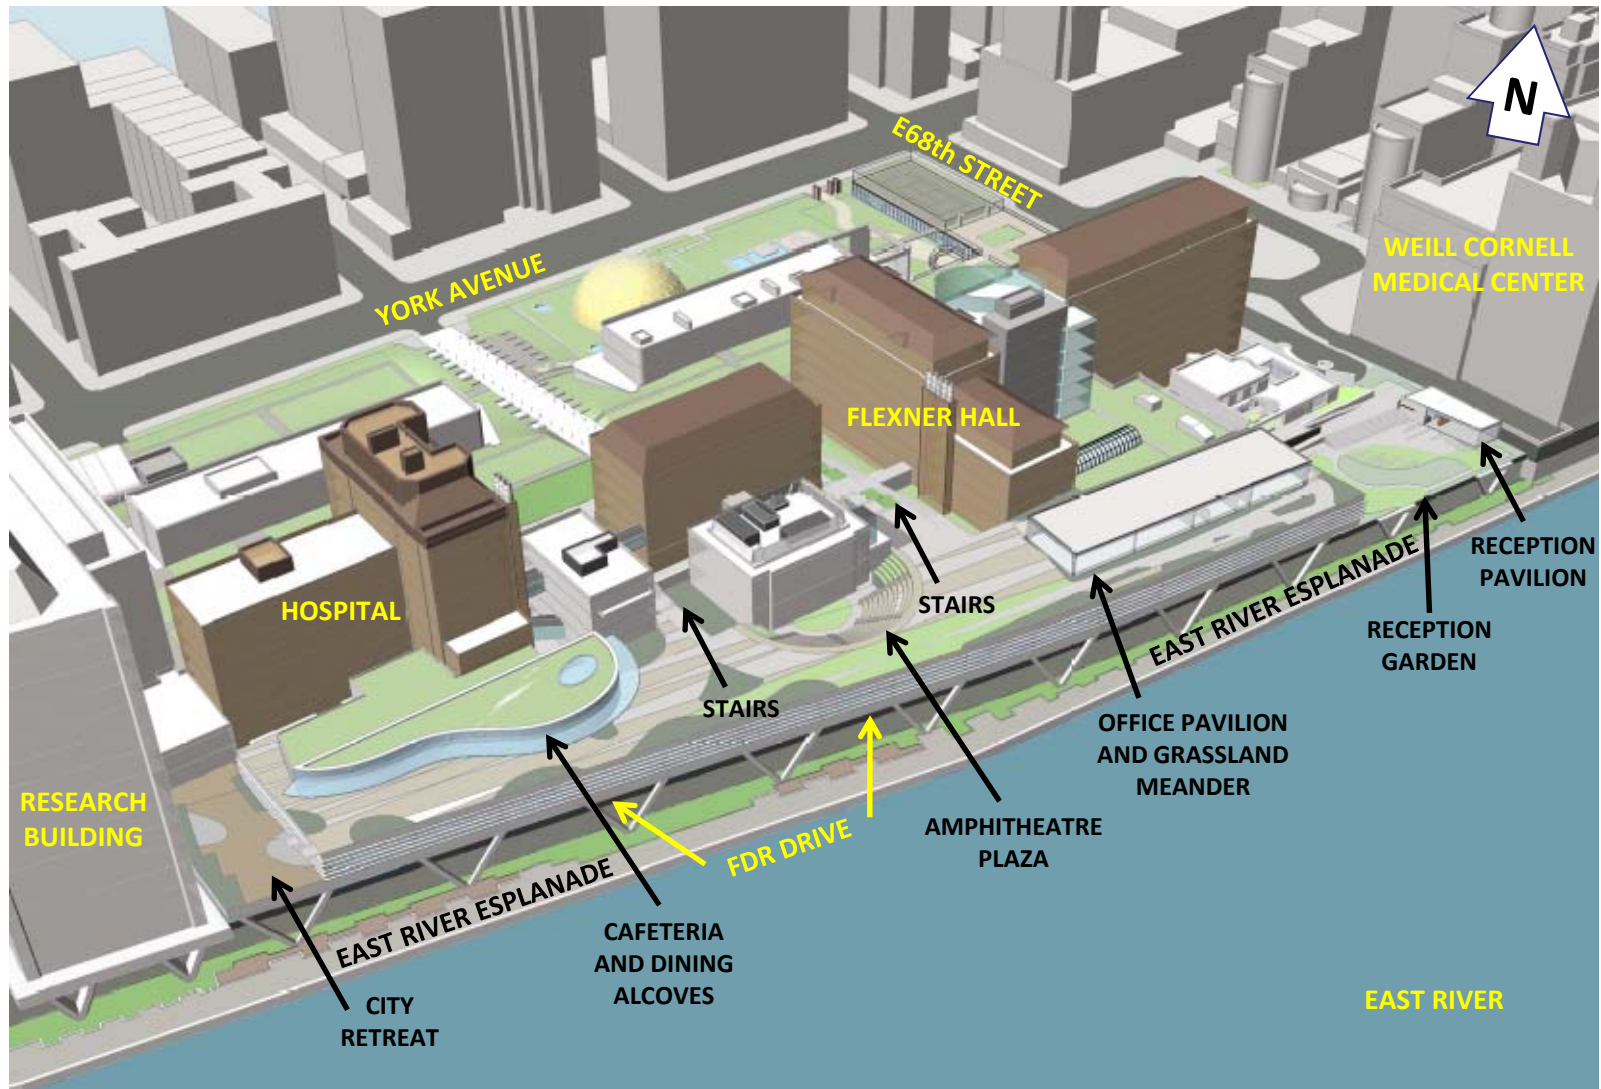 N
E68th STREET
WEILL CORNELL
MEDICAL CENTER
YORK AVENUE
FLEXNER HALL
HOSPITAL
STAIRS
RECEPTION
PAVILION
EAST RIVER ESPLANADE
RECEPTION
GARDEN
STAIRS
OFFICE PAVILION
AND GRASSLAND
MEANDER
RESEARCH
BUILDING
AMPHITHEATRE
PLAZA
FDR DRIVE
EAST RIVER ESPLANADE
CAFETERIA
AND DINING
ALCOVES
CITY
RETREAT
EAST RIVER